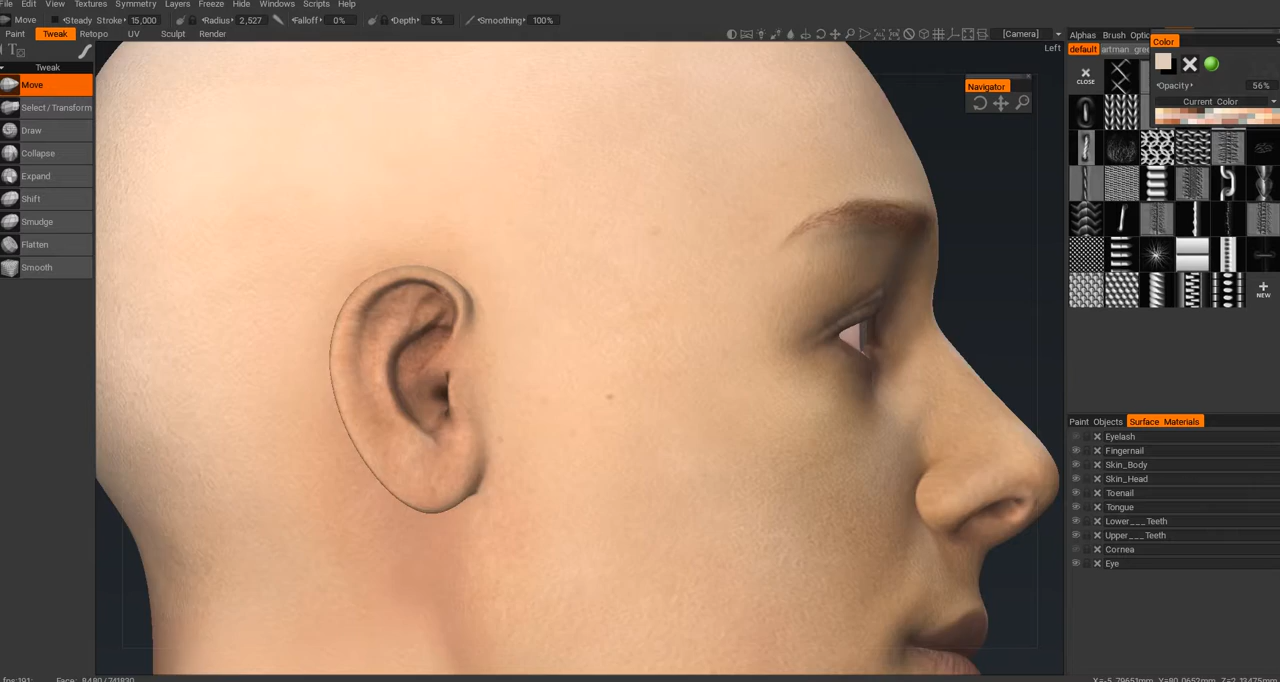 File Edit View Textures Symmetry Layers Freeze Hide Windows Scripts Help
Move Steady Stroke 15,000 Radius 2,527 Falloff 0% Depth 5% Smoothing 100%
Paint Tweak Retopo UV Sculpt Render
[Camera]
Left
Tweak
Move
Select/Transform
Draw
Collapse
Expand
Shift
Smudge
Flatten
Smooth
Navigator
Alphas Brush Optio
default artman gree
CLOSE
Color
Opacity 56%
Current Color
NEW
Paint Objects Surface Materials
Eyelash
Fingernail
Skin_Body
Skin_Head
Toenail
Tongue
Lower___Teeth
Upper___Teeth
Cornea
Eye